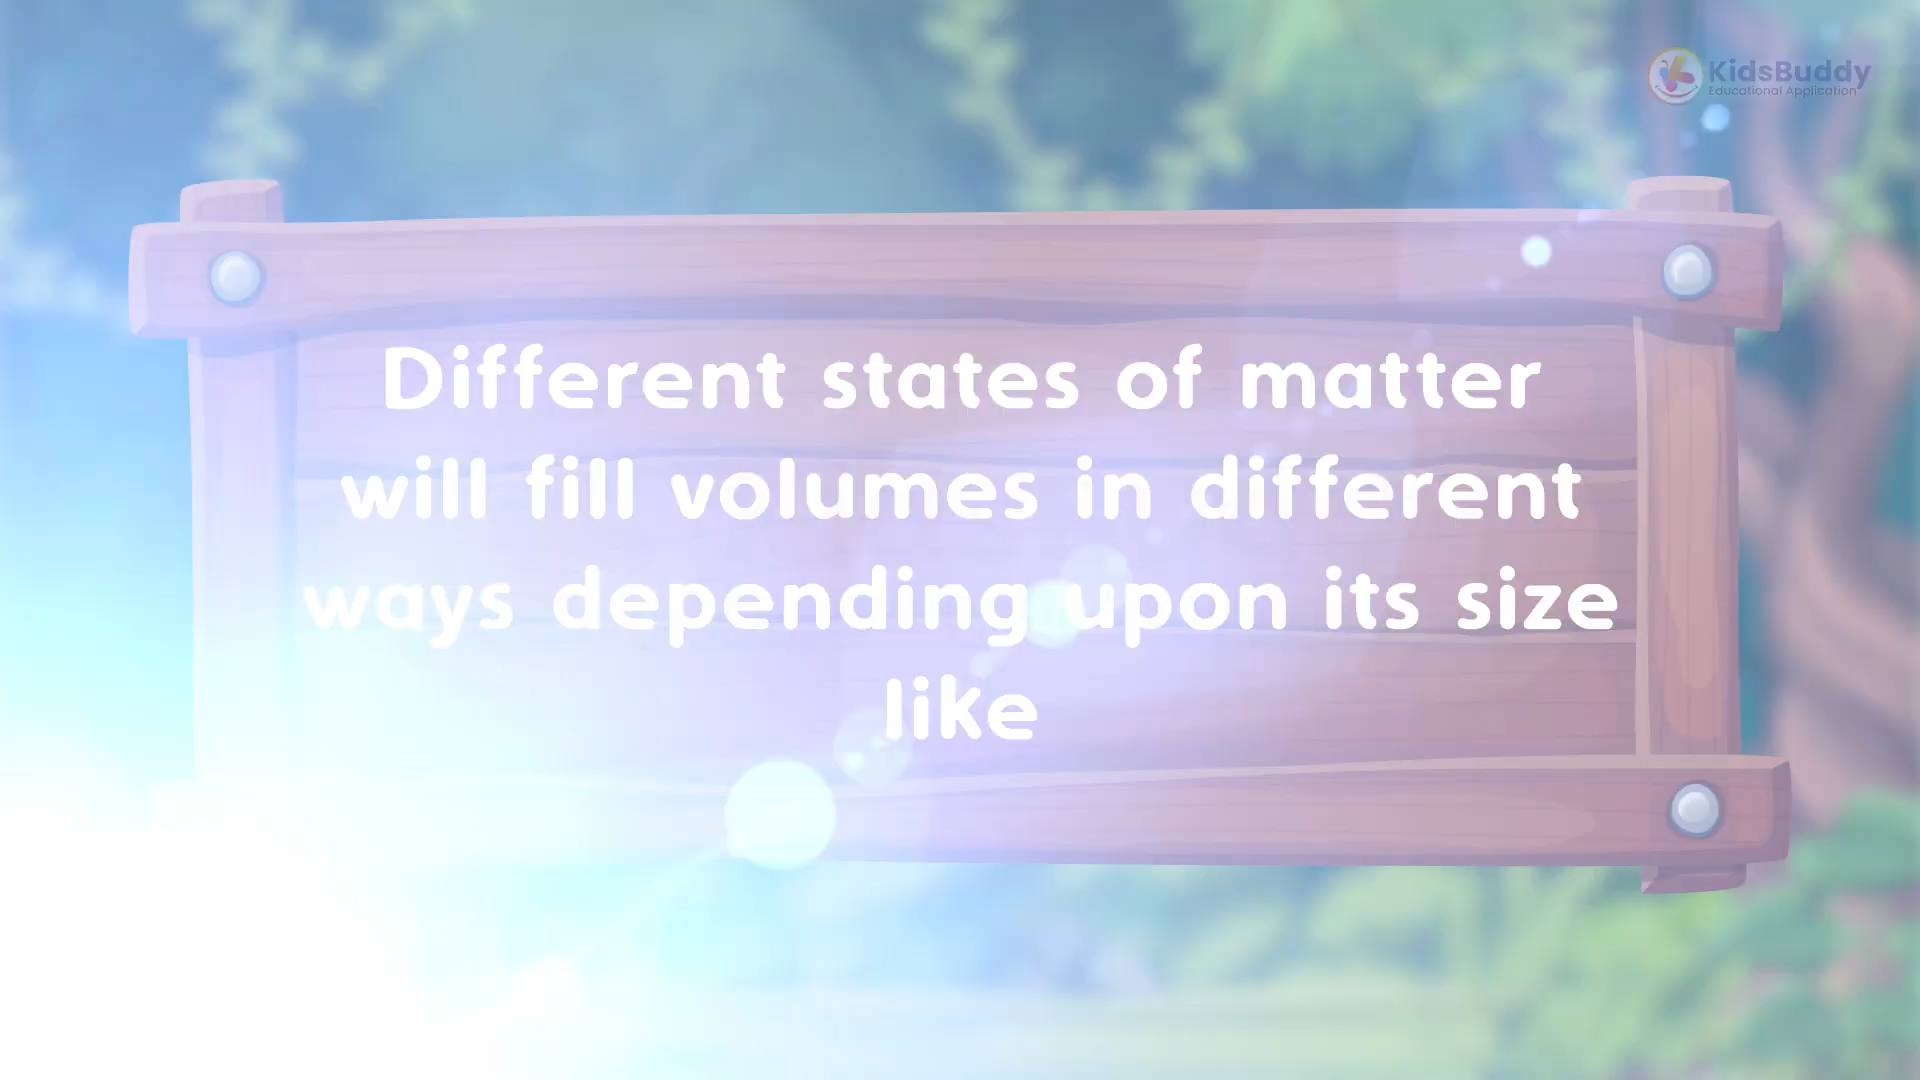 KidsBuddy
Educational Application
Different states of matter
will fill volumes in different
ways depending upon its size
like